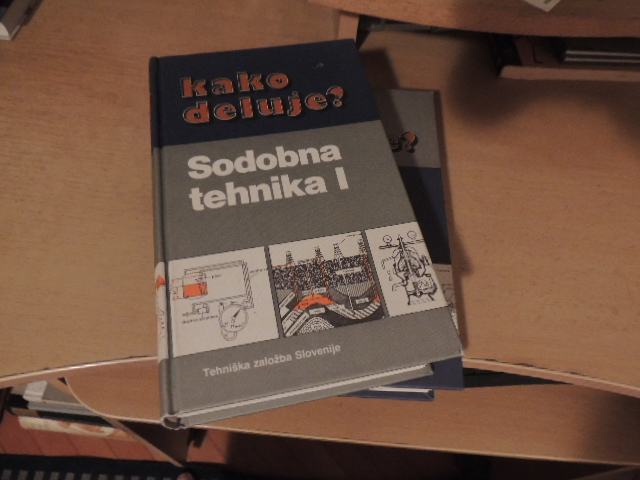 kako
deluje?
Sodobna
tehnika I
Tehniška založba Slovenije